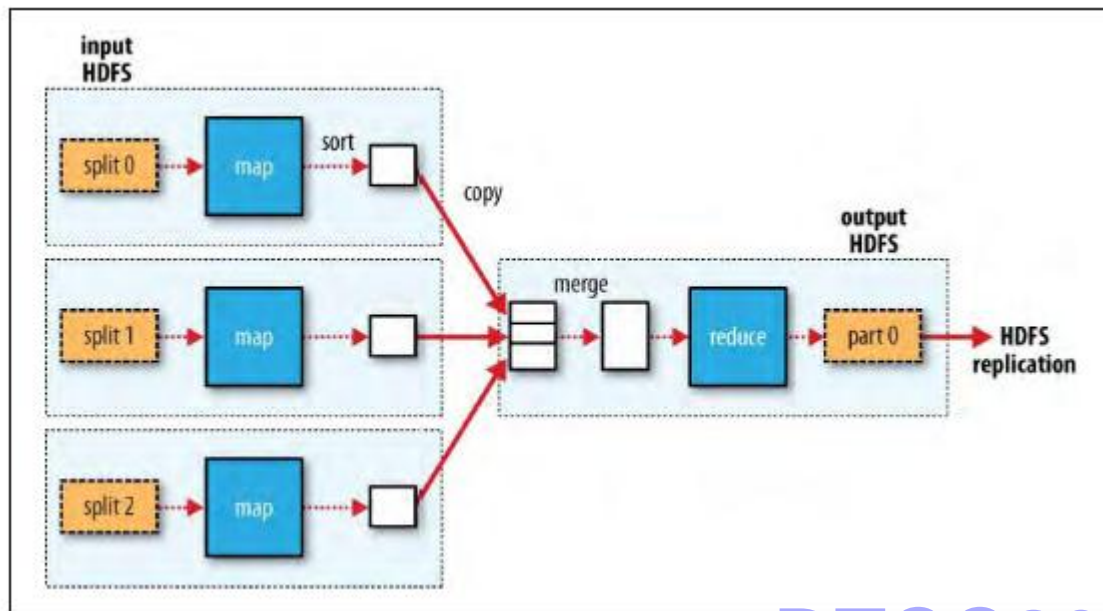 input
HDFS
split 0
map
sort
copy
split 1
map
split 2
map
output
HDFS
merge
reduce
part 0
HDFS
replication